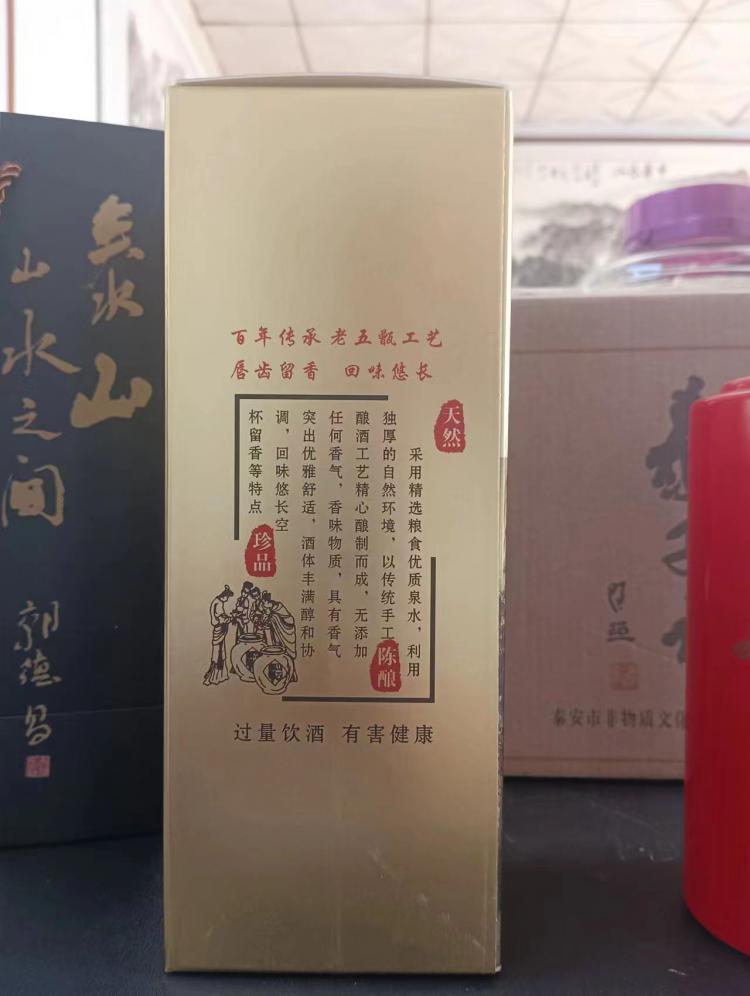 百年传承 老五甑工艺
唇齿留香 回味悠长
天然
采用精选粮食优质泉水，利用
独厚的自然环境，以传统手工
酿酒工艺精心酿制而成，无添加
任何香气，香味物质，具有香气
突出优雅舒适，酒体丰满醇和协
调，回味悠长空
杯留香等特点
珍品
陈酿
过量饮酒 有害健康
山
山水之间
郭德昌
泰安市非物质文化